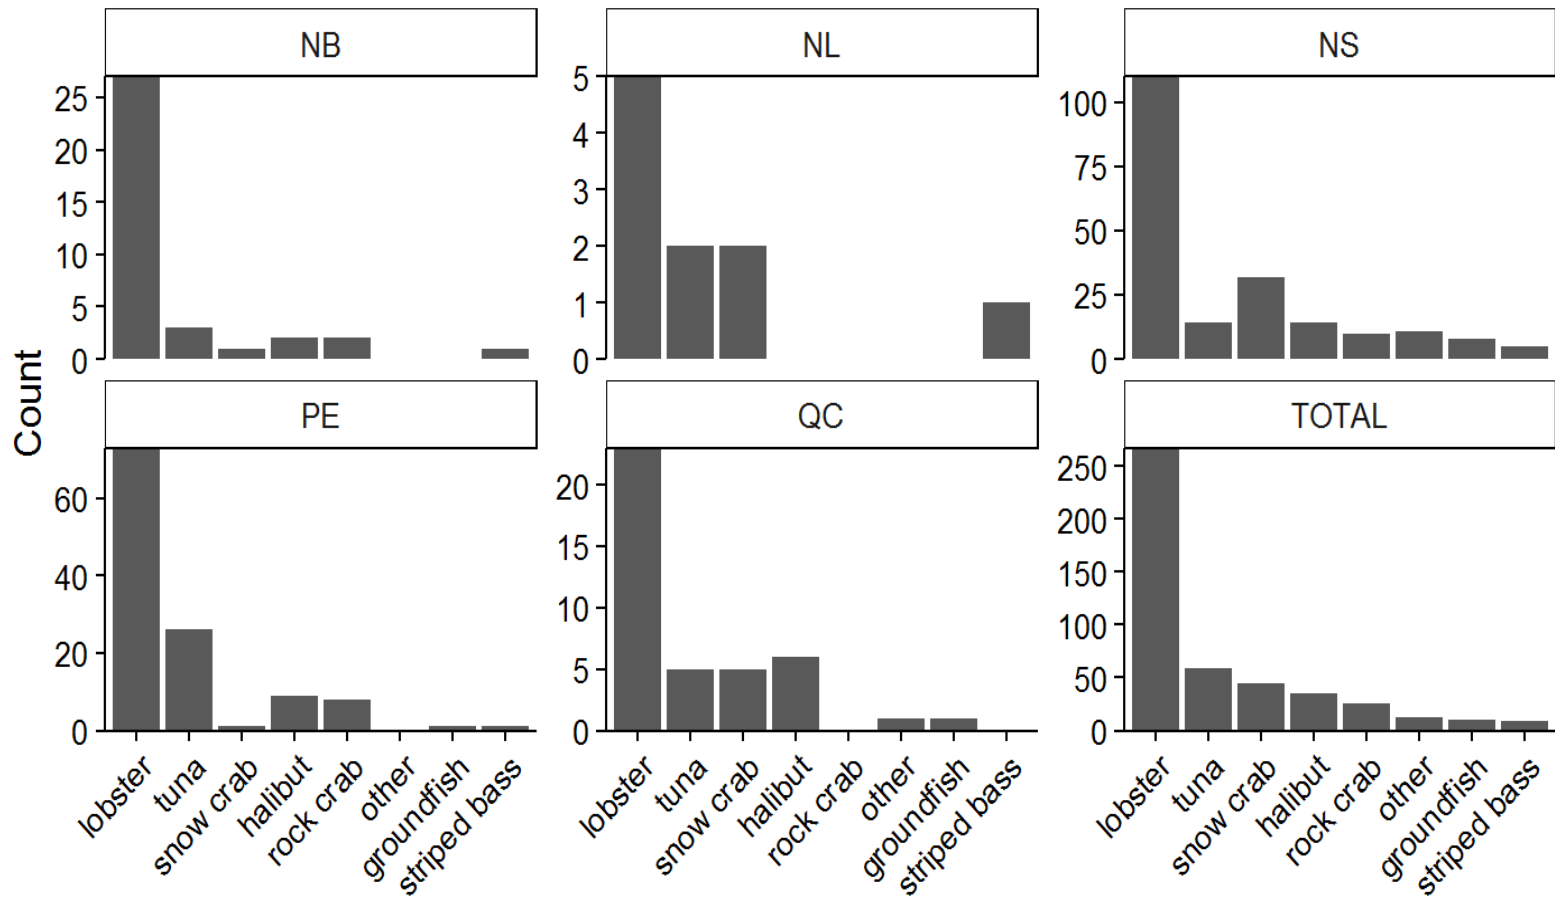 NB
NL
NS
25
20
15
10
5
0
5
4
3
2
1
0
100
75
50
25
0
Count
PE
QC
TOTAL
60
40
20
0
20
15
10
5
0
250
200
150
100
50
0
lobster
tuna
snow crab
halibut
rock crab
other
groundfish
striped bass
lobster
tuna
snow crab
halibut
rock crab
other
groundfish
striped bass
lobster
tuna
snow crab
halibut
rock crab
other
groundfish
striped bass